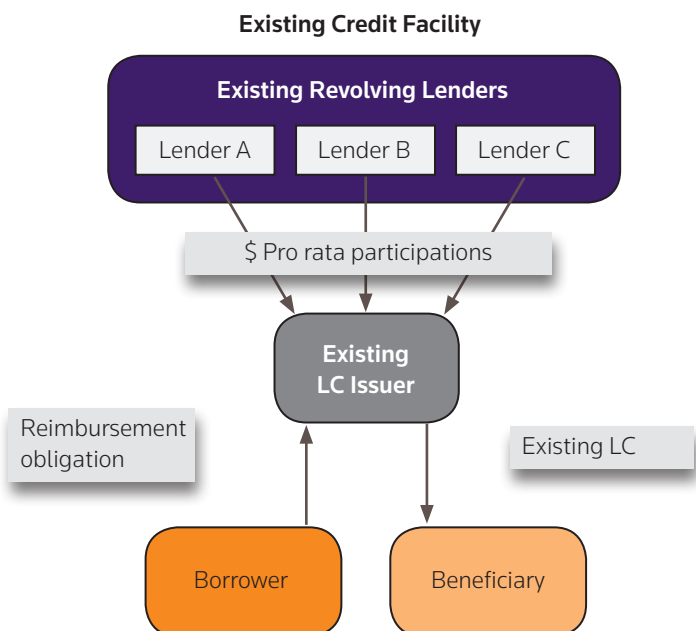 Existing Credit Facility
Existing Revolving Lenders
Lender A
Lender B
Lender C
$ Pro rata participations
Existing
LC Issuer
Reimbursement
obligation
Existing LC
Borrower
Beneficiary